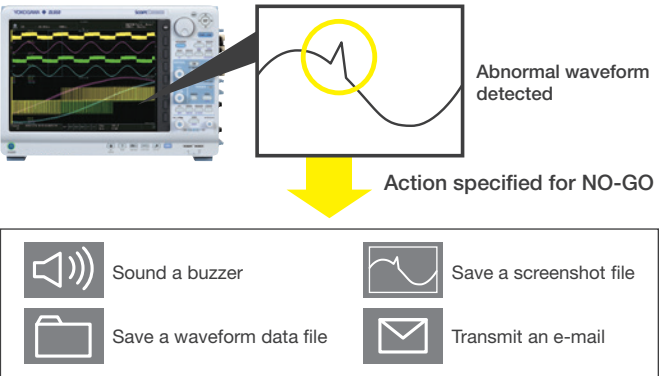 YOKOGAWA
Abnormal waveform
detected
Action specified for NO-GO
Sound a buzzer
Save a screenshot file
Save a waveform data file
Transmit an e-mail